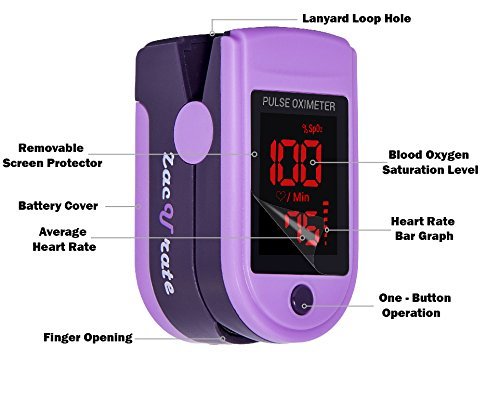 Lanyard Loop Hole
PULSE OXIMETER
%SpO₂
100
♡/Min
Removable
Screen Protector
Blood Oxygen
Saturation Level
Battery Cover
Average
Heart Rate
Heart Rate
Bar Graph
ZacUrate
One - Button
Operation
Finger Opening